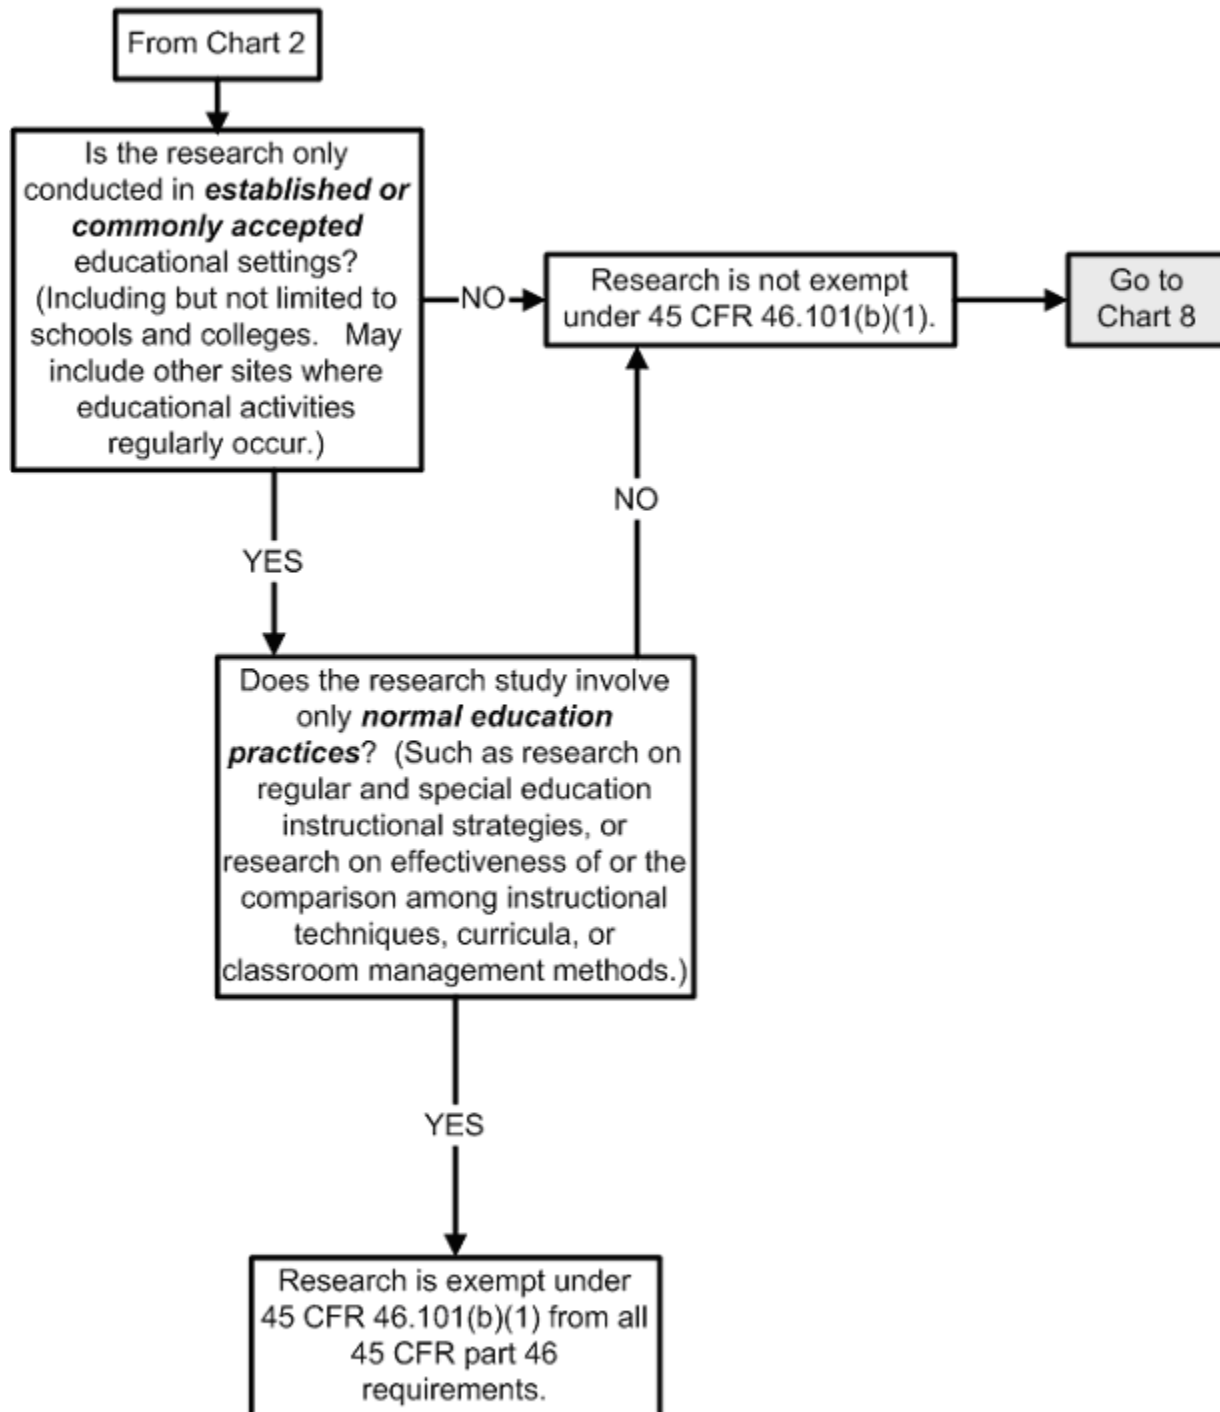 From Chart 2
Is the research only
conducted in established or
commonly accepted
educational settings?
(Including but not limited to
schools and colleges.   May
include other sites where
educational activities
regularly occur.)
NO
Research is not exempt
under 45 CFR 46.101(b)(1).
Go to
Chart 8
NO
YES
Does the research study involve
only normal education
practices?  (Such as research on
regular and special education
instructional strategies, or
research on effectiveness of or the
comparison among instructional
techniques, curricula, or
classroom management methods.)
YES
Research is exempt under
45 CFR 46.101(b)(1) from all
45 CFR part 46
requirements.